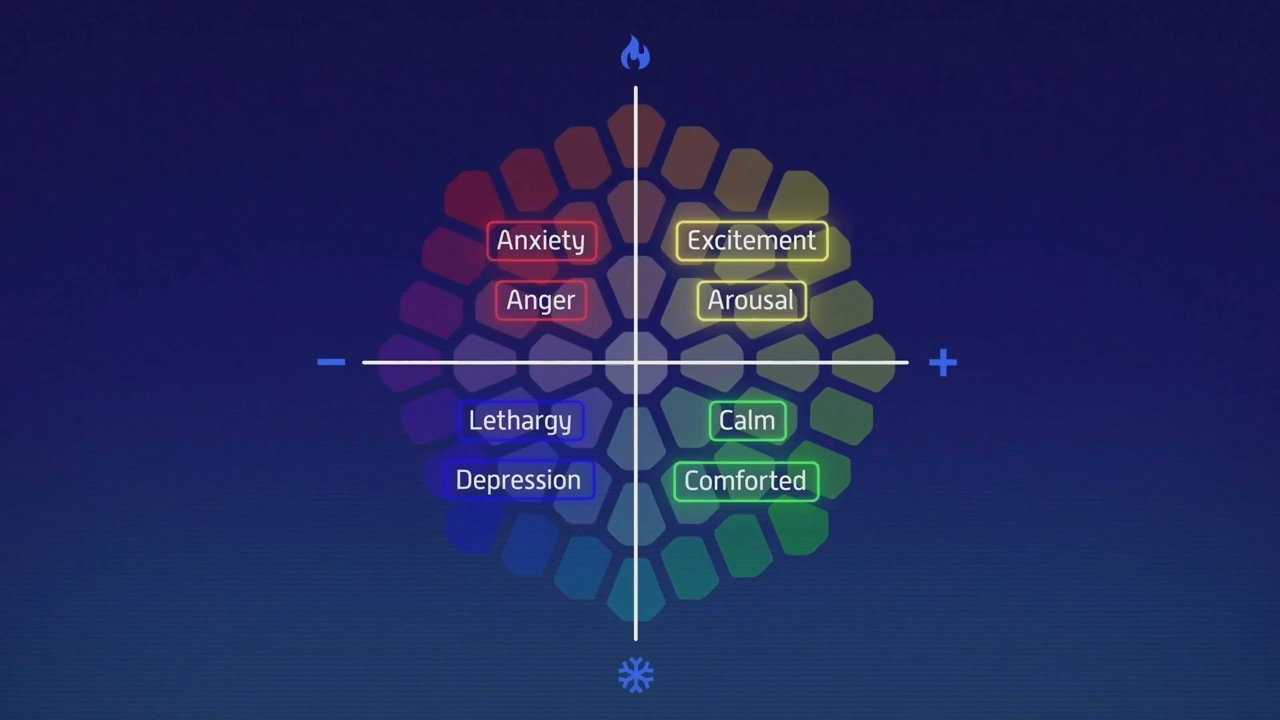 Anxiety
Excitement
Anger
Arousal
− +
Lethargy
Calm
Depression
Comforted